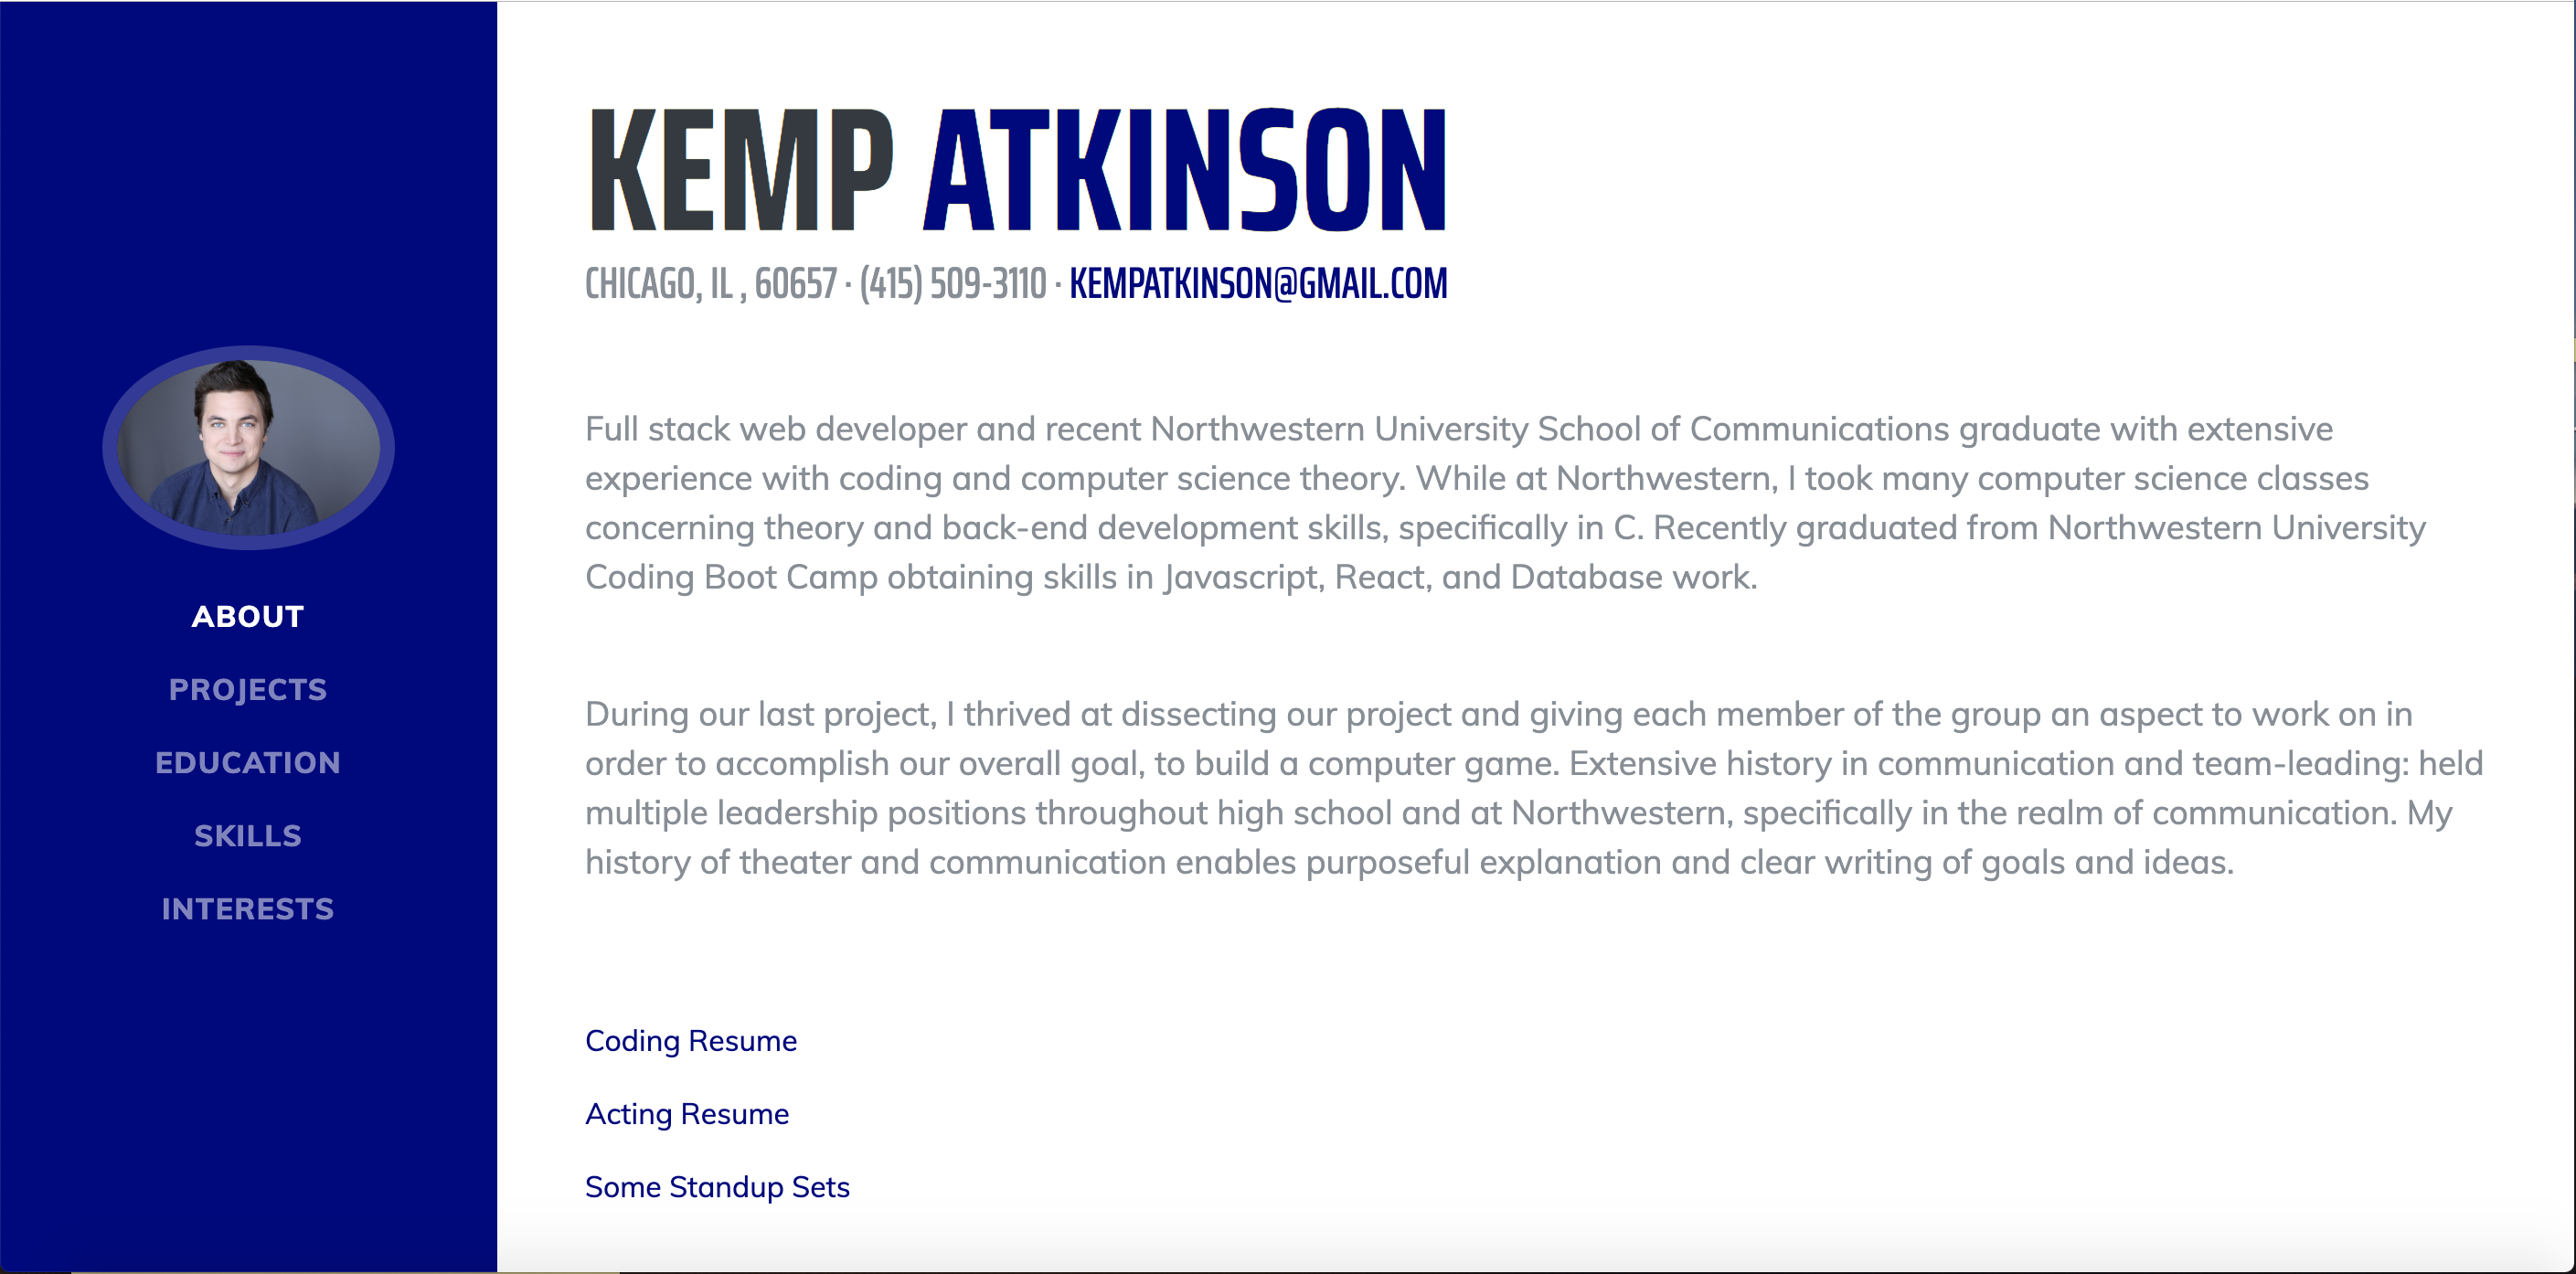 KEMP ATKINSON
CHICAGO, IL , 60657 · (415) 509-3110 · KEMPATKINSON@GMAIL.COM
Full stack web developer and recent Northwestern University School of Communications graduate with extensive
experience with coding and computer science theory. While at Northwestern, I took many computer science classes
concerning theory and back-end development skills, specifically in C. Recently graduated from Northwestern University
Coding Boot Camp obtaining skills in Javascript, React, and Database work.
During our last project, I thrived at dissecting our project and giving each member of the group an aspect to work on in
order to accomplish our overall goal, to build a computer game. Extensive history in communication and team-leading: held
multiple leadership positions throughout high school and at Northwestern, specifically in the realm of communication. My
history of theater and communication enables purposeful explanation and clear writing of goals and ideas.
Coding Resume
Acting Resume
Some Standup Sets
ABOUT
PROJECTS
EDUCATION
SKILLS
INTERESTS